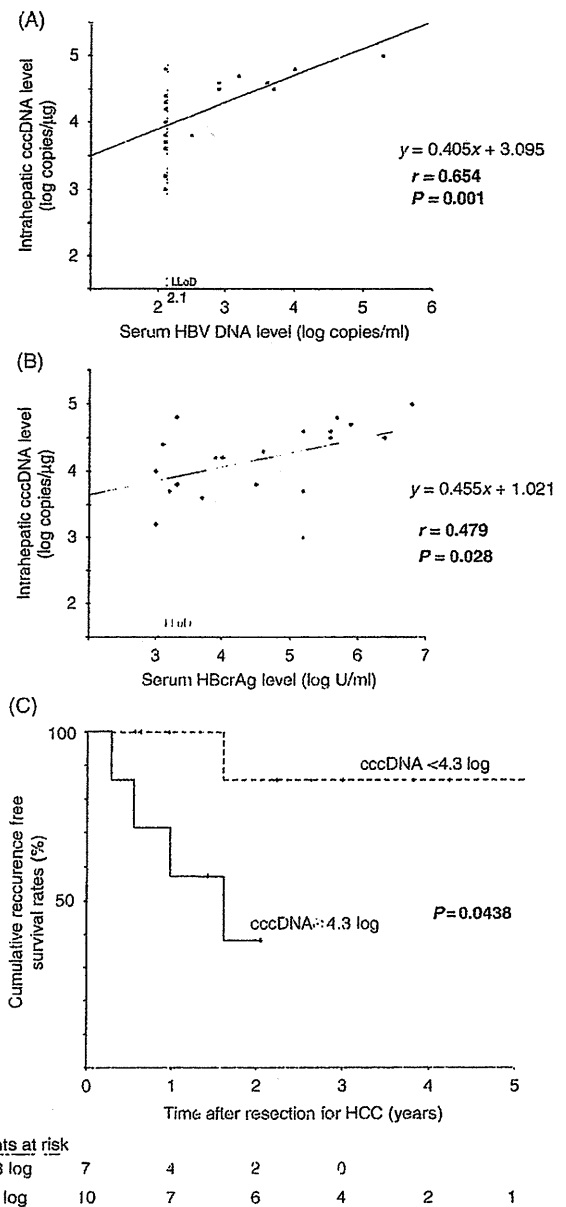 (A)
Intrahepatic cccDNA level
(log copies/µg)
5
4
3
2
y = 0.405x + 3.095
r = 0.654
P = 0.001
LLoD
2.1
2 3 4 5 6
Serum HBV DNA level (log copies/ml)
(B)
Intrahepatic cccDNA level
(log copies/µg)
5
4
3
2
y = 0.455x + 1.021
r = 0.479
P = 0.028
LLoD
3 4 5 6 7
Serum HBcrAg level (log U/ml)
(C)
Cumulative reccurence free
survival rates (%)
100
50
cccDNA <4.3 log
cccDNA 4.3 log
P=0.0438
0 1 2 3 4 5
Time after resection for HCC (years)
nts at risk
log 7 4 2 0
log 10 7 6 4 2 1